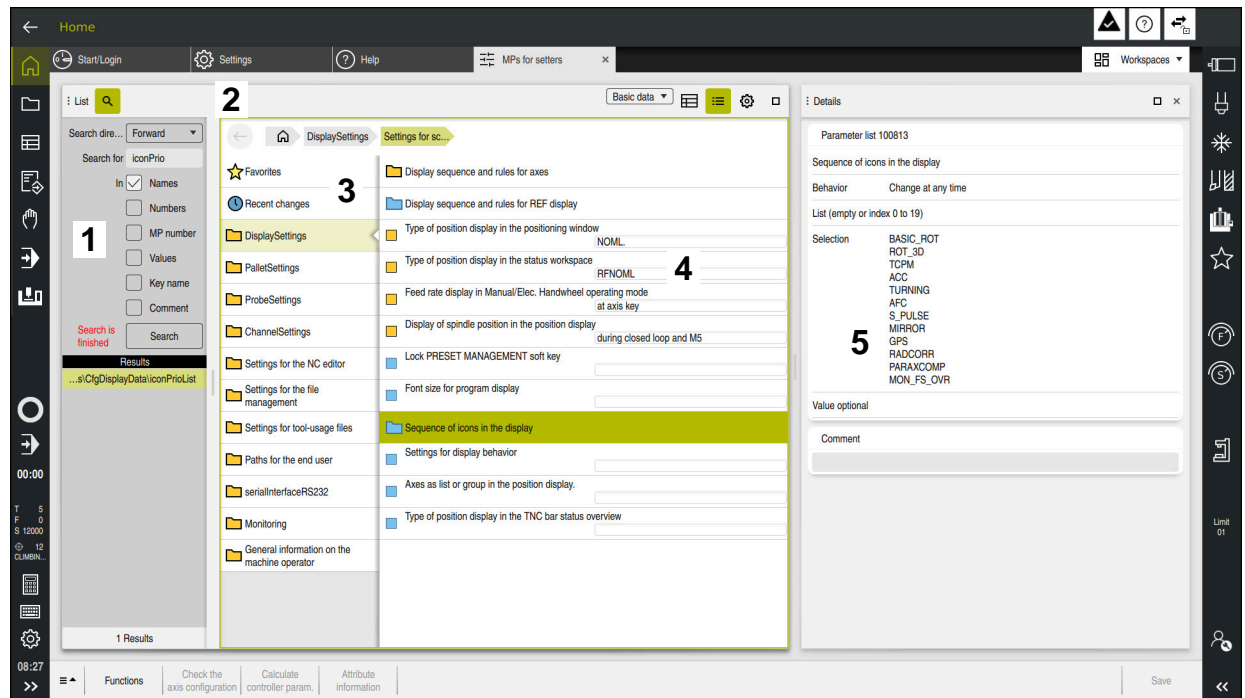 Home
Start/Login
Settings
Help
MPs for setters
Workspaces
List
2
Basic data
Details
Search dire...
Forward
Search for
iconPrio
In
Names
Numbers
MP number
Values
Key name
Comment
1
Search is
finished
Search
Results
...s\CfgDisplayData\iconPrioList
1 Results
DisplaySettings
Settings for sc...
Favorites
Recent changes
3
DisplaySettings
PalletSettings
ProbeSettings
ChannelSettings
Settings for the NC editor
Settings for the file
management
Settings for tool-usage files
Paths for the end user
serialInterfaceRS232
Monitoring
General information on the
machine operator
Display sequence and rules for axes
Display sequence and rules for REF display
Type of position display in the positioning window
NOML.
Type of position display in the status workspace
RFNOML
4
Feed rate display in Manual/Elec. Handwheel operating mode
at axis key
Display of spindle position in the position display
during closed loop and M5
Lock PRESET MANAGEMENT soft key
Font size for program display
Sequence of icons in the display
Settings for display behavior
Axes as list or group in the position display.
Type of position display in the TNC bar status overview
Parameter list 100813
Sequence of icons in the display
Behavior
Change at any time
List (empty or index 0 to 19)
Selection
BASIC_ROT
ROT_3D
TCPM
ACC
TURNING
AFC
S_PULSE
MIRROR
GPS
RADCORR
PARAXCOMP
MON_FS_OVR
5
Value optional
Comment
00:00
T 5
F 0
S 12000
12
CLIMBIN...
08:27
F
S
Limit
01
Functions
Check the
axis configuration
Calculate
controller param.
Attribute
information
Save